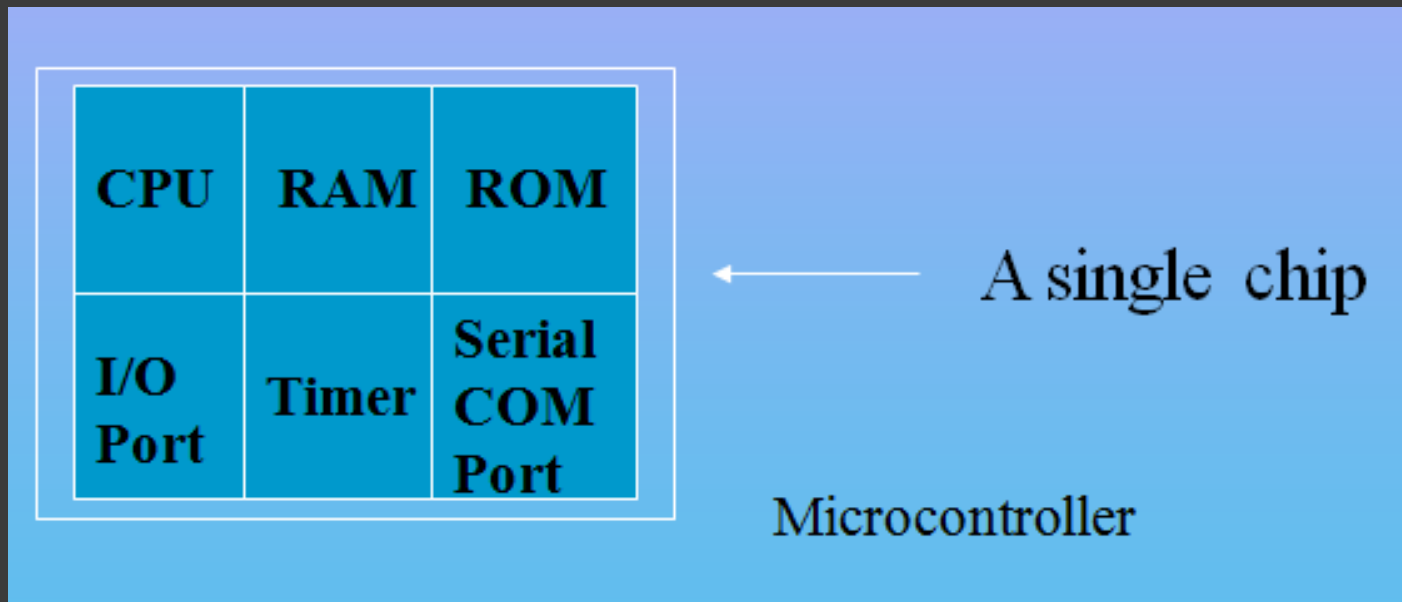 CPU
RAM
ROM
I/O
Port
Timer
Serial
COM
Port
A single chip
Microcontroller